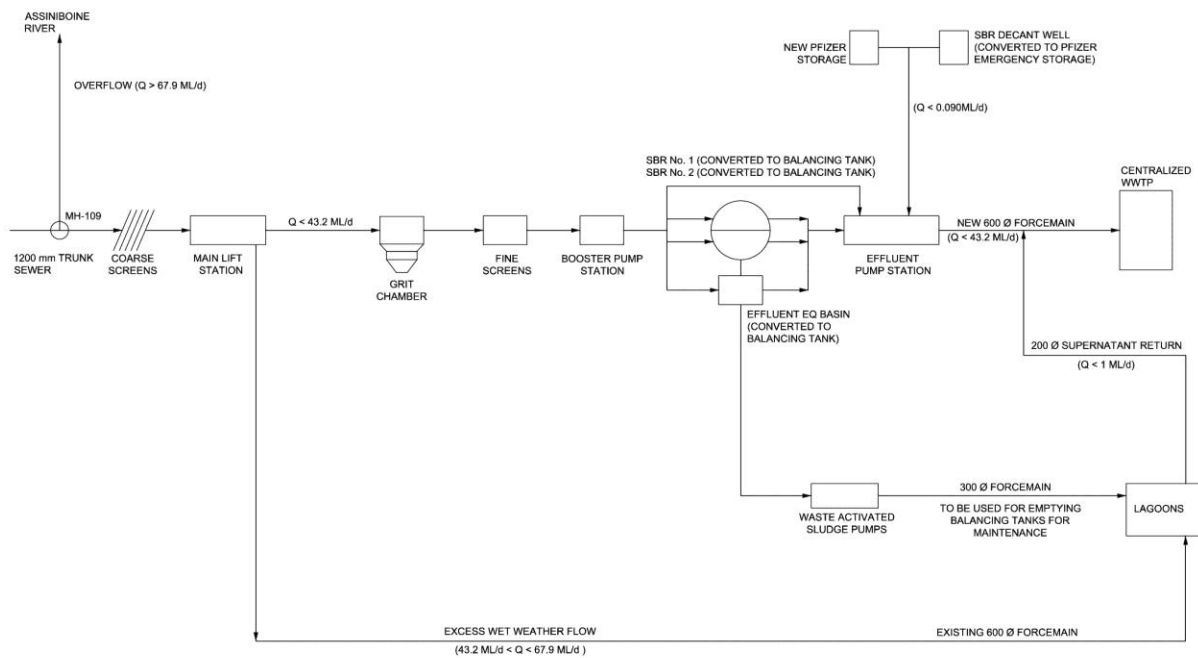 ASSINIBOINE
RIVER
OVERFLOW (Q > 67.9 ML/d)
NEW PFIZER
STORAGE
SBR DECANT WELL
(CONVERTED TO PFIZER
EMERGENCY STORAGE)
(Q < 0.090ML/d)
SBR No. 1 (CONVERTED TO BALANCING TANK)
SBR No. 2 (CONVERTED TO BALANCING TANK)
CENTRALIZED
WWTP
MH-109
Q < 43.2 ML/d
NEW 600 Ø FORCEMAIN
(Q < 43.2 ML/d)
1200 mm TRUNK
SEWER
COARSE
SCREENS
MAIN LIFT
STATION
GRIT
CHAMBER
FINE
SCREENS
BOOSTER PUMP
STATION
EFFLUENT
PUMP STATION
EFFLUENT EQ BASIN
(CONVERTED TO
BALANCING TANK)
200 Ø SUPERNATANT RETURN
(Q < 1 ML/d)
WASTE ACTIVATED
SLUDGE PUMPS
300 Ø FORCEMAIN
TO BE USED FOR EMPTYING
BALANCING TANKS FOR
MAINTENANCE
LAGOONS
EXCESS WET WEATHER FLOW
(43.2 ML/d < Q < 67.9 ML/d )
EXISTING 600 Ø FORCEMAIN